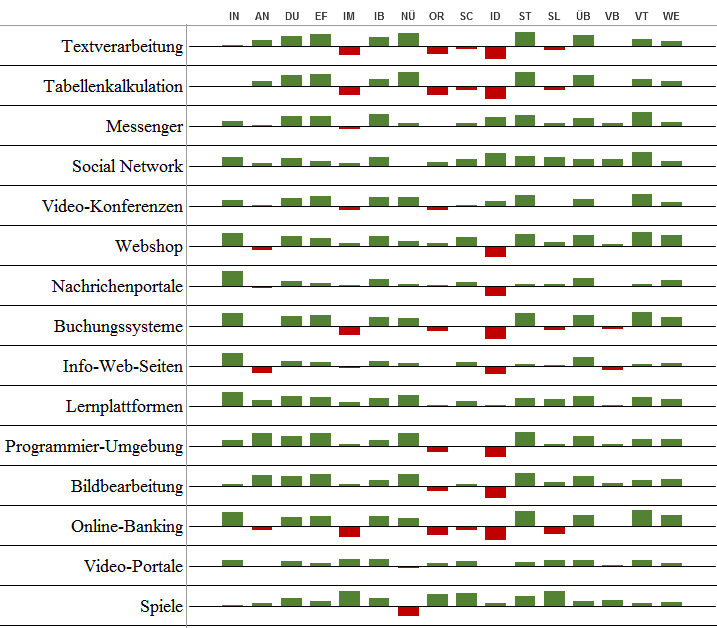 IN AN DU EF IM IB NÜ OR SC ID ST SL ÜB VB VT WE
Textverarbeitung
Tabellenkalkulation
Messenger
Social Network
Video-Konferenzen
Webshop
Nachrichenportale
Buchungssysteme
Info-Web-Seiten
Lernplattformen
Programmier-Umgebung
Bildbearbeitung
Online-Banking
Video-Portale
Spiele